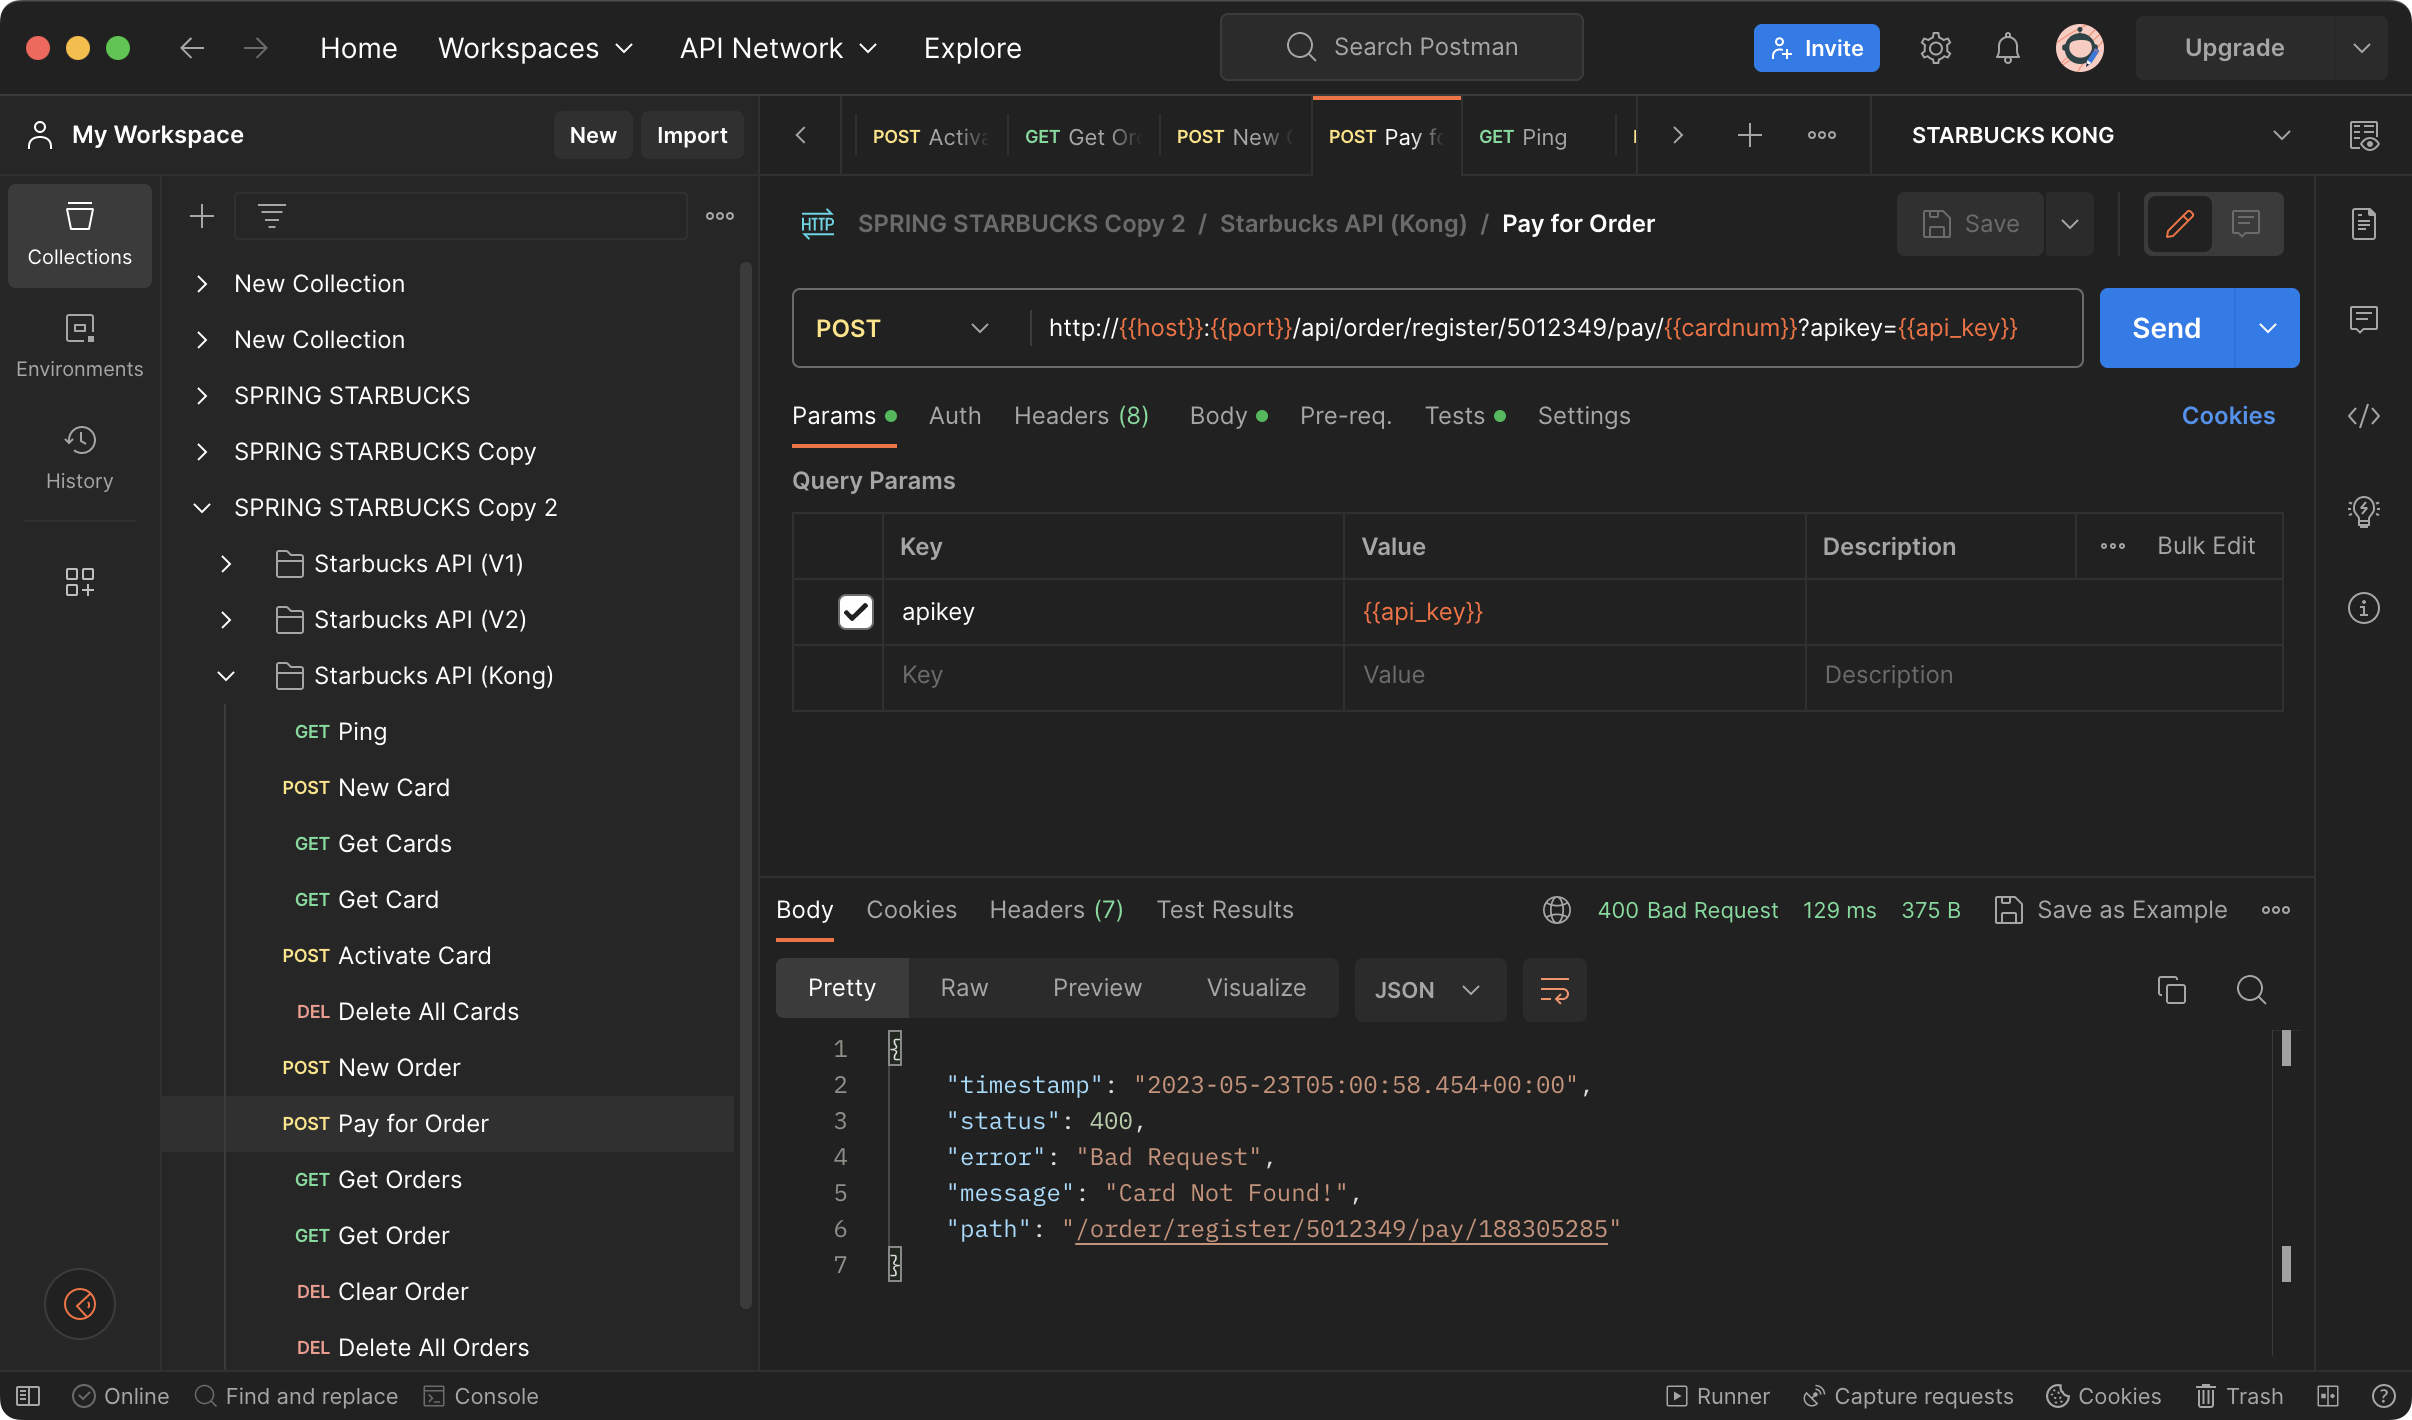 Home Workspaces API Network Explore Search Postman Invite Upgrade
My Workspace New Import
POST Activa GET Get Or POST New POST Pay fo GET Ping
STARBUCKS KONG
Collections
Environments
History
New Collection
New Collection
SPRING STARBUCKS
SPRING STARBUCKS Copy
SPRING STARBUCKS Copy 2
Starbucks API (V1)
Starbucks API (V2)
Starbucks API (Kong)
GET Ping
POST New Card
GET Get Cards
GET Get Card
POST Activate Card
DEL Delete All Cards
POST New Order
POST Pay for Order
GET Get Orders
GET Get Order
DEL Clear Order
DEL Delete All Orders
HTTP SPRING STARBUCKS Copy 2 / Starbucks API (Kong) / Pay for Order Save
POST http://{{host}}:{{port}}/api/order/register/5012349/pay/{{cardnum}}?apikey={{api_key}} Send
Params Auth Headers (8) Body Pre-req. Tests Settings Cookies
Query Params
Key Value Description Bulk Edit
apikey {{api_key}}
Key Value Description
Body Cookies Headers (7) Test Results 400 Bad Request 129 ms 375 B Save as Example
Pretty Raw Preview Visualize JSON
1 {
2 "timestamp": "2023-05-23T05:00:58.454+00:00",
3 "status": 400,
4 "error": "Bad Request",
5 "message": "Card Not Found!",
6 "path": "/order/register/5012349/pay/188305285"
7 }
Online Find and replace Console Runner Capture requests Cookies Trash